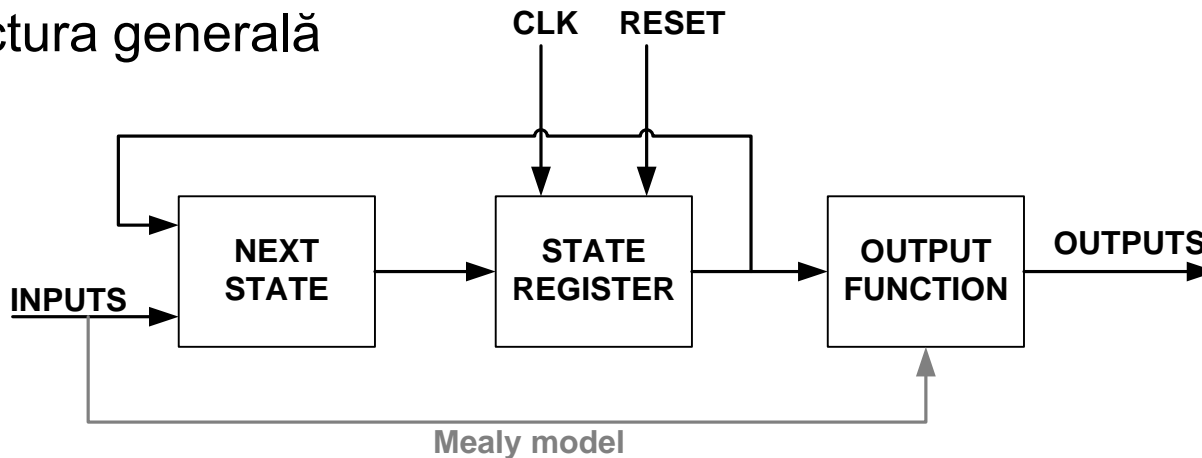 ctura generală
CLK RESET
NEXT
STATE
STATE
REGISTER
OUTPUT
FUNCTION
OUTPUTS
INPUTS
Mealy model